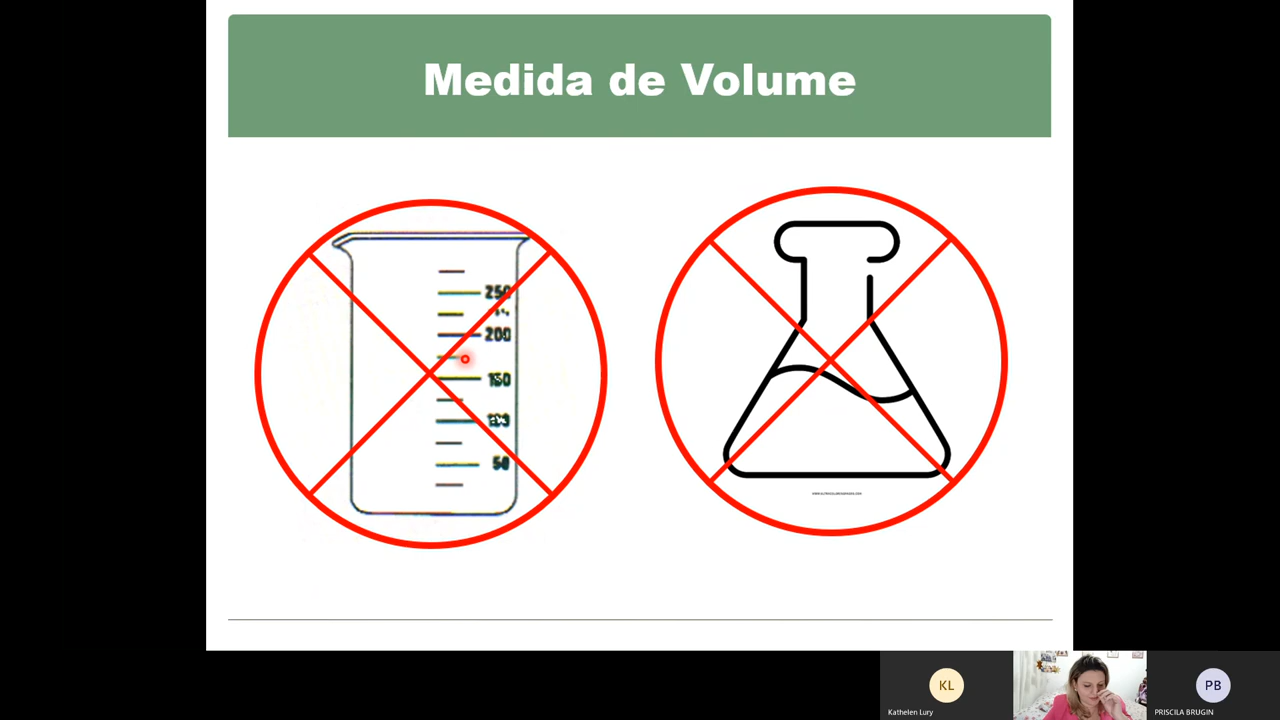 Medida de Volume
250
200
150
50
KL
Kathelen Lury
PB
PRISCILA BRUGIN